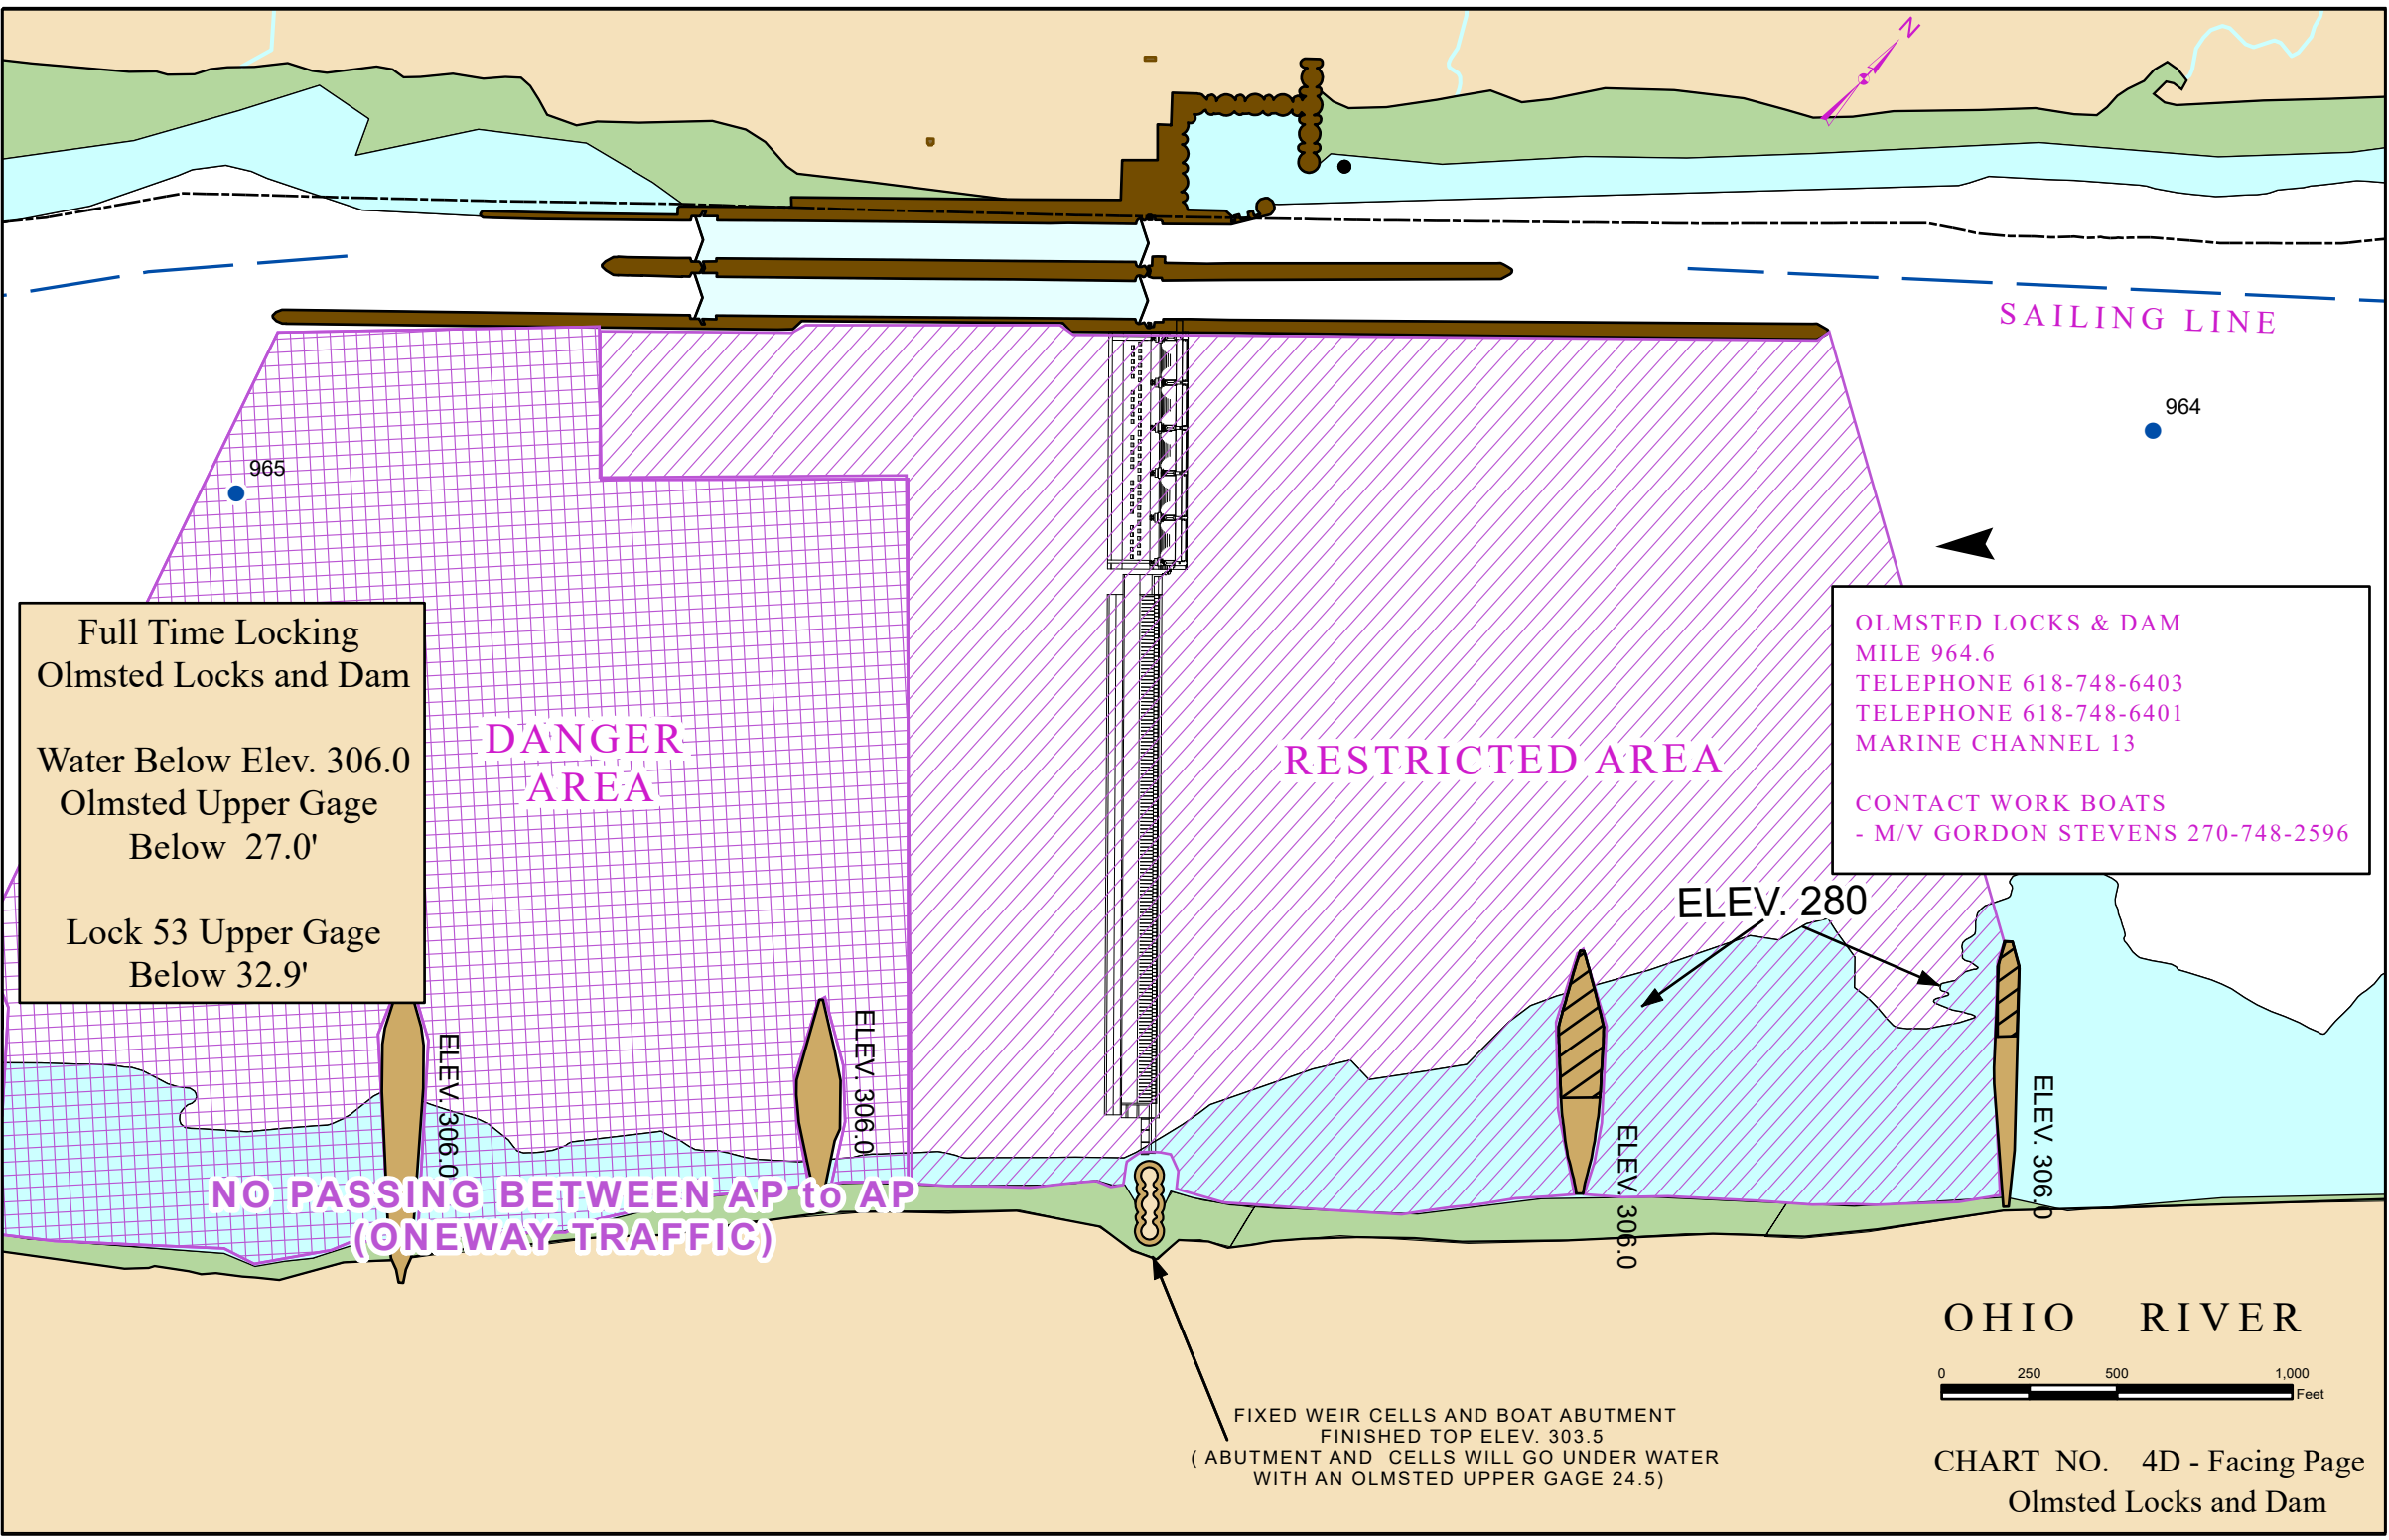 N
SAILING LINE
964
965
Full Time Locking
Olmsted Locks and Dam
Water Below Elev. 306.0
Olmsted Upper Gage
Below 27.0'
Lock 53 Upper Gage
Below 32.9'
DANGER
AREA
RESTRICTED AREA
OLMSTED LOCKS & DAM
MILE 964.6
TELEPHONE 618-748-6403
TELEPHONE 618-748-6401
MARINE CHANNEL 13
CONTACT WORK BOATS
- M/V GORDON STEVENS 270-748-2596
ELEV. 280
ELEV. 306.0
ELEV. 306.0
ELEV. 306.0
ELEV. 306.0
NO PASSING BETWEEN AP to AP
(ONEWAY TRAFFIC)
FIXED WEIR CELLS AND BOAT ABUTMENT
FINISHED TOP ELEV. 303.5
( ABUTMENT AND CELLS WILL GO UNDER WATER
WITH AN OLMSTED UPPER GAGE 24.5)
OHIO RIVER
0 250 500 1,000
Feet
CHART NO. 4D - Facing Page
Olmsted Locks and Dam